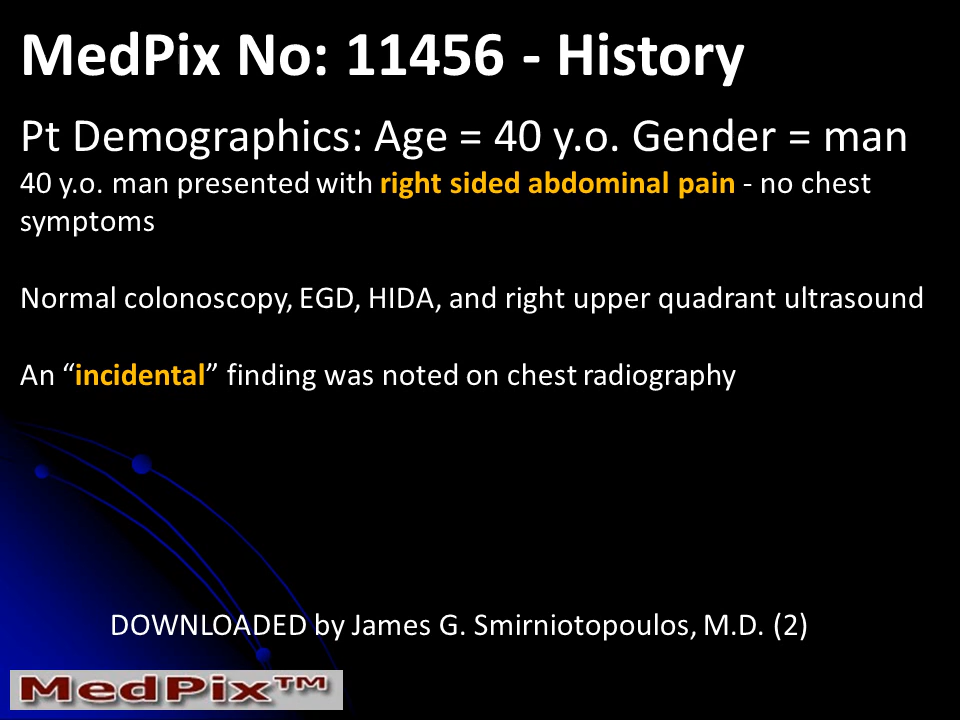 MedPix No: 11456 - History
Pt Demographics: Age = 40 y.o. Gender = man
40 y.o. man presented with right sided abdominal pain - no chest
symptoms
Normal colonoscopy, EGD, HIDA, and right upper quadrant ultrasound
An “incidental” finding was noted on chest radiography
DOWNLOADED by James G. Smirniotopoulos, M.D. (2)
MedPix™